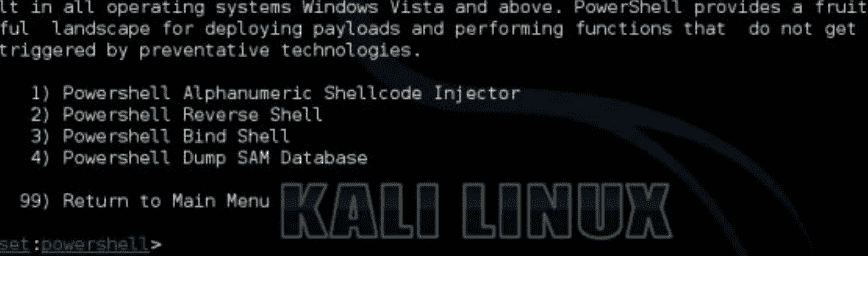 lt in all operating systems Windows Vista and above. PowerShell provides a fruit
ful landscape for deploying payloads and performing functions that do not get
triggered by preventative technologies.
1) Powershell Alphanumeric Shellcode Injector
2) Powershell Reverse Shell
3) Powershell Bind Shell
4) Powershell Dump SAM Database
99) Return to Main Menu
KALI LINUX
set:powershell>